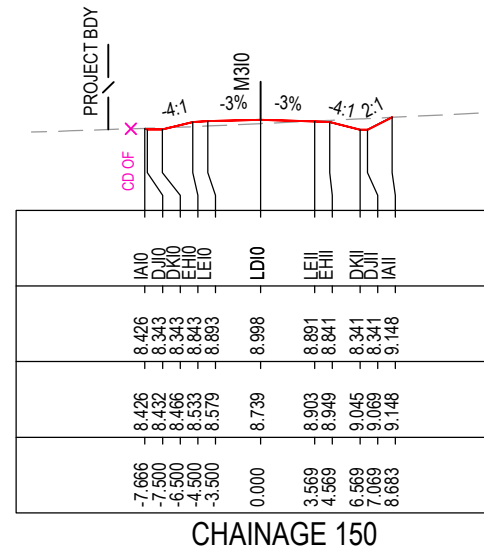 PROJECT BDY
CD OF
M3I0
-4:1 -3% -3% -4:1 2:1
IAI0 DJI0 DKI0 EHI0 LEI0 LDI0 LEII EHII DKII DJII IAII
8.426 8.343 8.343 8.843 8.893 8.998 8.891 8.841 8.341 8.341 9.148
8.426 8.432 8.466 8.533 8.579 8.739 8.903 8.949 9.045 9.069 9.148
-7.666 -7.500 -6.500 -4.500 -3.500 0.000 3.569 4.569 6.569 7.069 8.683
CHAINAGE 150